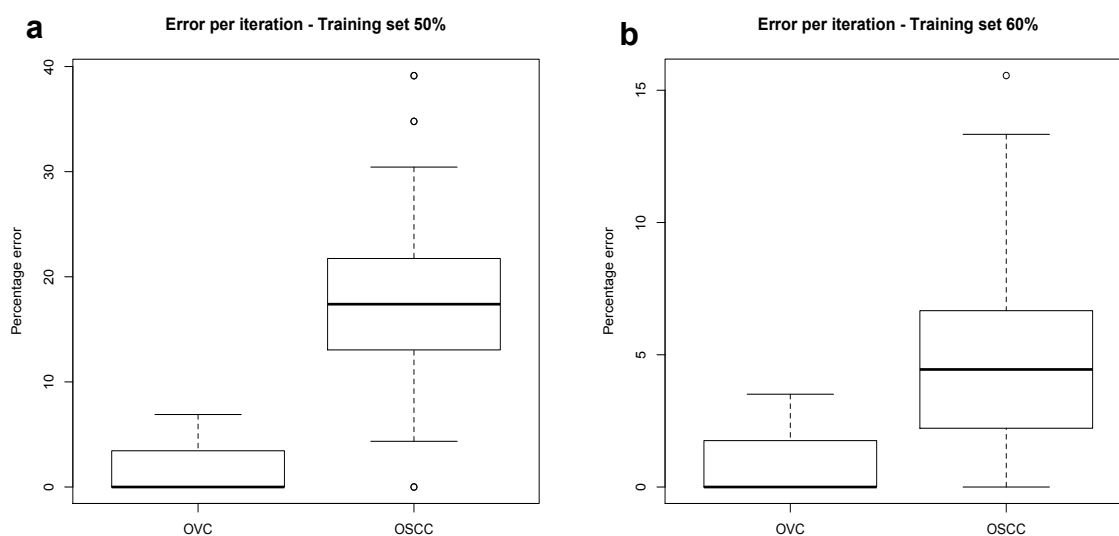 a
Error per iteration - Training set 50%
Percentage error
40
30
20
10
0
OVC OSCC
b
Error per iteration - Training set 60%
Percentage error
15
10
5
0
OVC OSCC